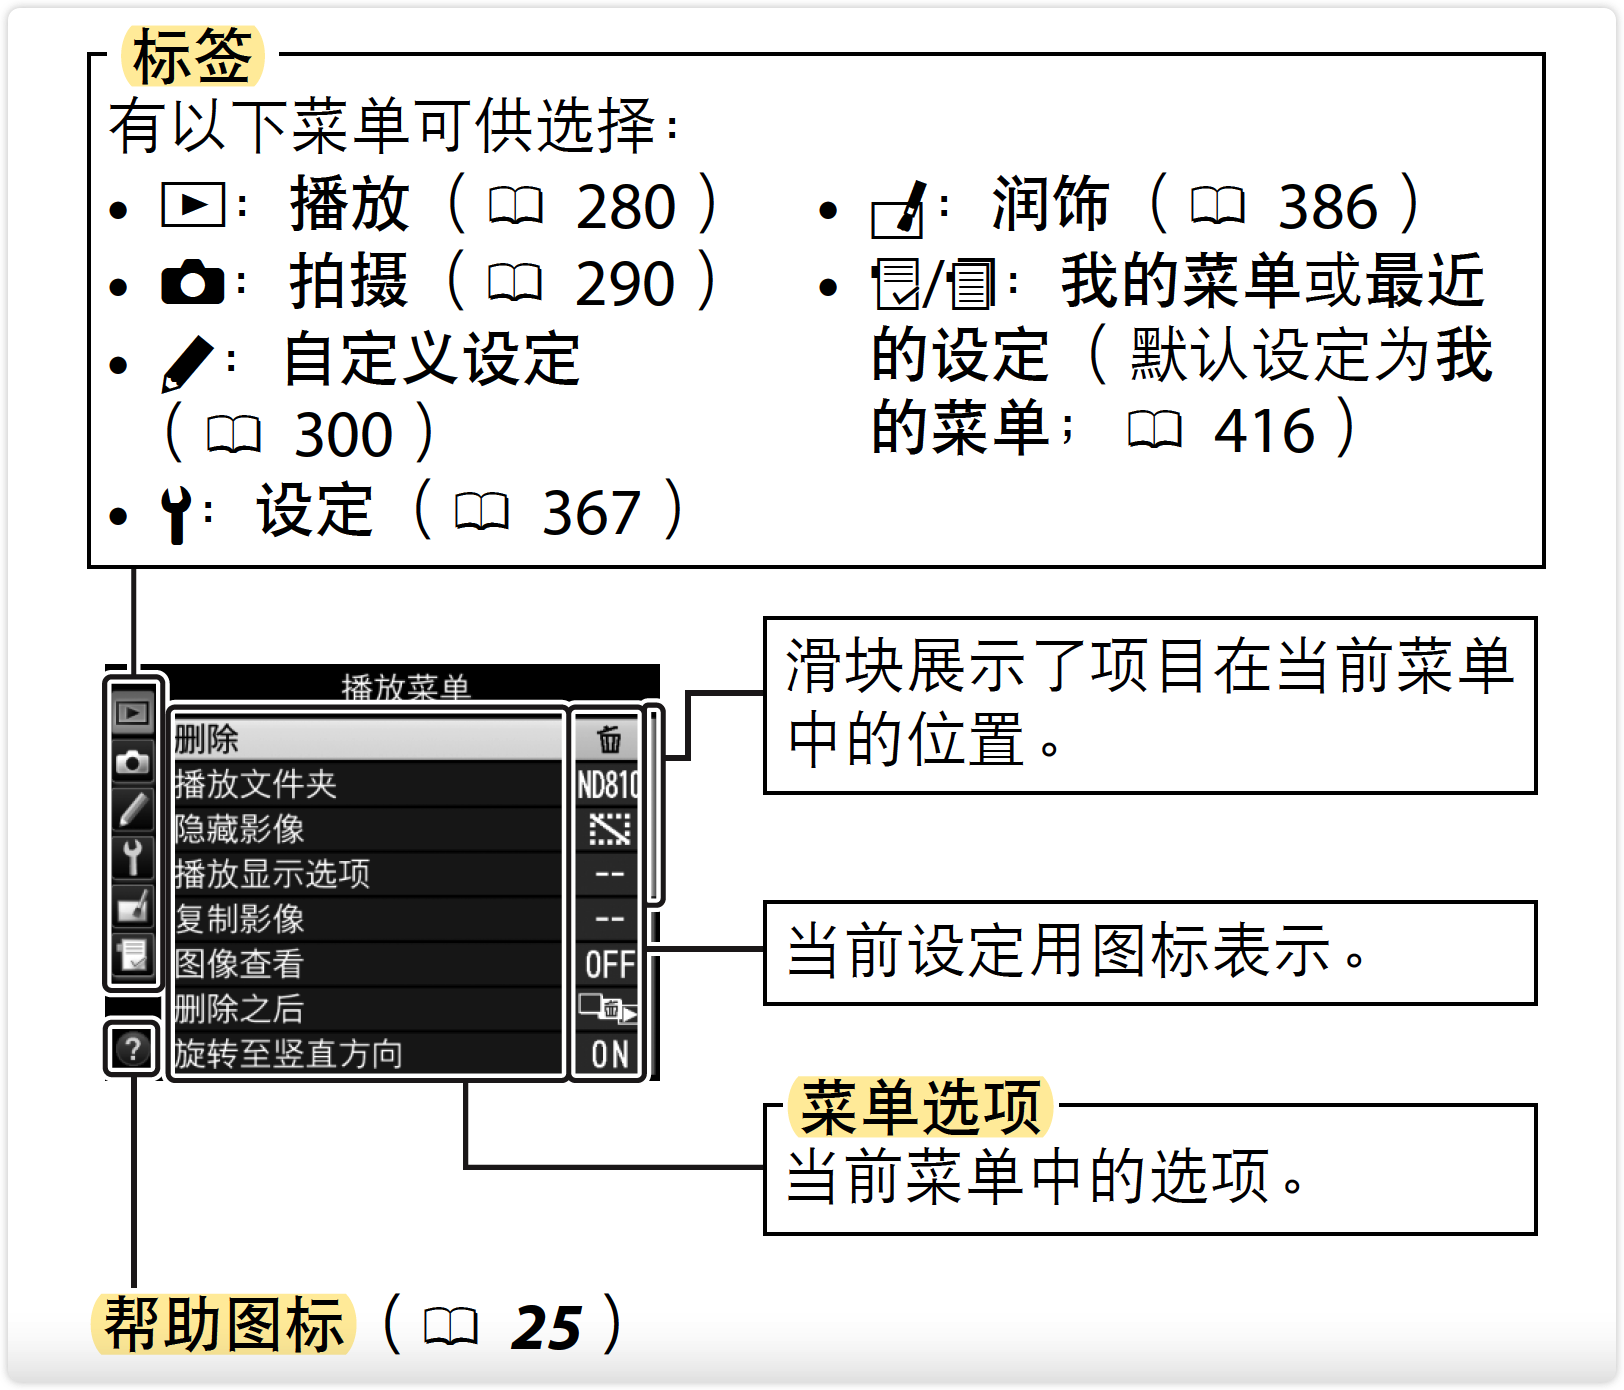 标签
有以下菜单可供选择：
• ：播放（ 280）
• ：拍摄（ 290）
• ：自定义设定
（ 300）
• ：设定（ 367）
• ：润饰（ 386）
• / ：我的菜单或最近
的设定（默认设定为我
的菜单； 416）
播放菜单
删除
播放文件夹 ND810
隐藏影像
播放显示选项 --
复制影像 --
图像查看 OFF
删除之后
旋转至竖直方向 ON
?
滑块展示了项目在当前菜单
中的位置。
当前设定用图标表示。
菜单选项
当前菜单中的选项。
帮助图标（ 25）